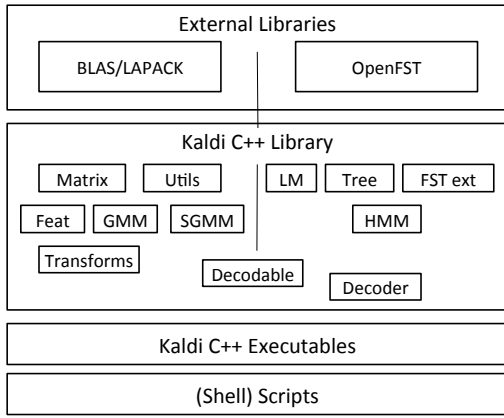 External Libraries
BLAS/LAPACK OpenFST
Kaldi C++ Library
Matrix Utils LM Tree FST ext
Feat GMM SGMM HMM
Transforms
Decodable
Decoder
Kaldi C++ Executables
(Shell) Scripts